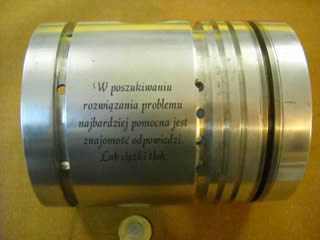 W poszukiwaniu
rozwiązania problemu
najbardziej pomocna jest
znajomość odpowiedzi.
Lub ciężki tłok.